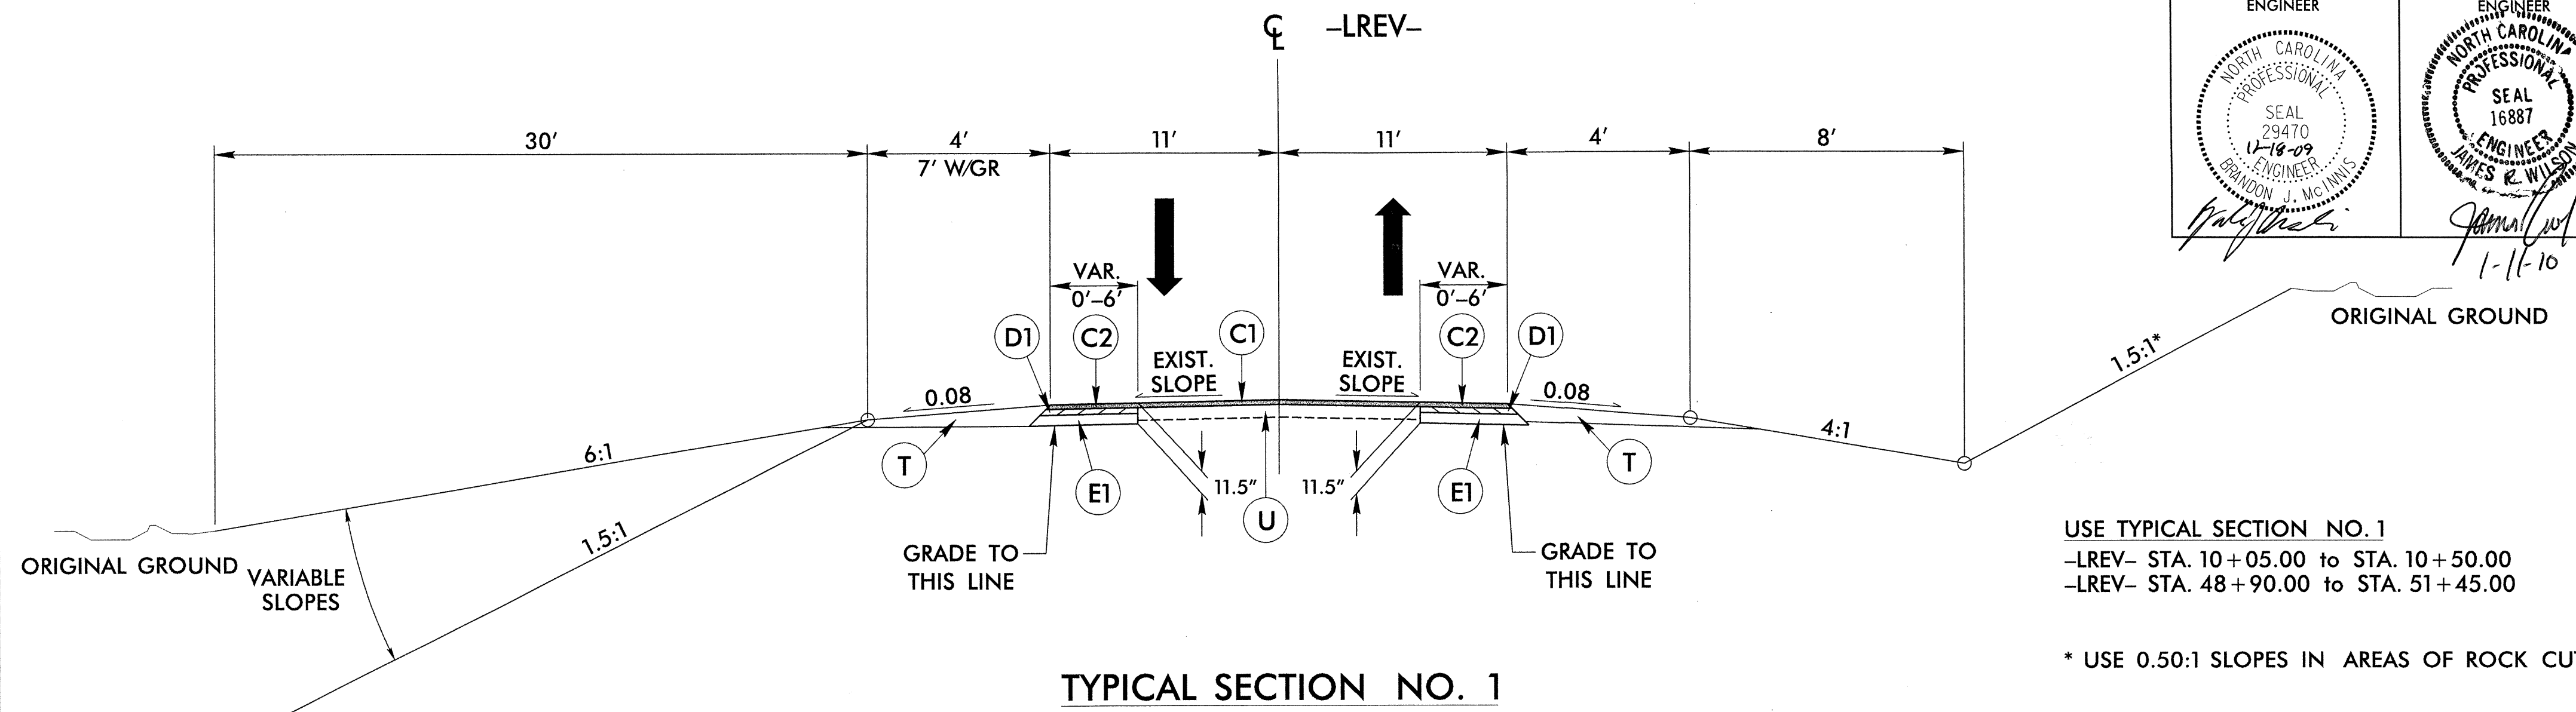 ℄ –LREV–
ENGINEER
ENGINEER
NORTH CAROLINA
PROFESSIONAL
SEAL
29470
12-18-09
ENGINEER
BRANDON J. McINNIS
NORTH CAROLINA
PROFESSIONAL
SEAL
16887
ENGINEER
JAMES R. WILSON
1-11-10
30' 4' 11' 11' 4' 8'
7' W/GR
VAR.
0'–6'
VAR.
0'–6'
D1 C2 C1 C2 D1
EXIST.
SLOPE
EXIST.
SLOPE
0.08 0.08
ORIGINAL GROUND
1.5:1*
6:1 4:1
T E1 11.5" U 11.5" E1 T
1.5:1
ORIGINAL GROUND
VARIABLE
SLOPES
GRADE TO
THIS LINE
GRADE TO
THIS LINE
USE TYPICAL SECTION NO. 1
–LREV– STA. 10+05.00 to STA. 10+50.00
–LREV– STA. 48+90.00 to STA. 51+45.00
* USE 0.50:1 SLOPES IN AREAS OF ROCK
TYPICAL SECTION NO. 1